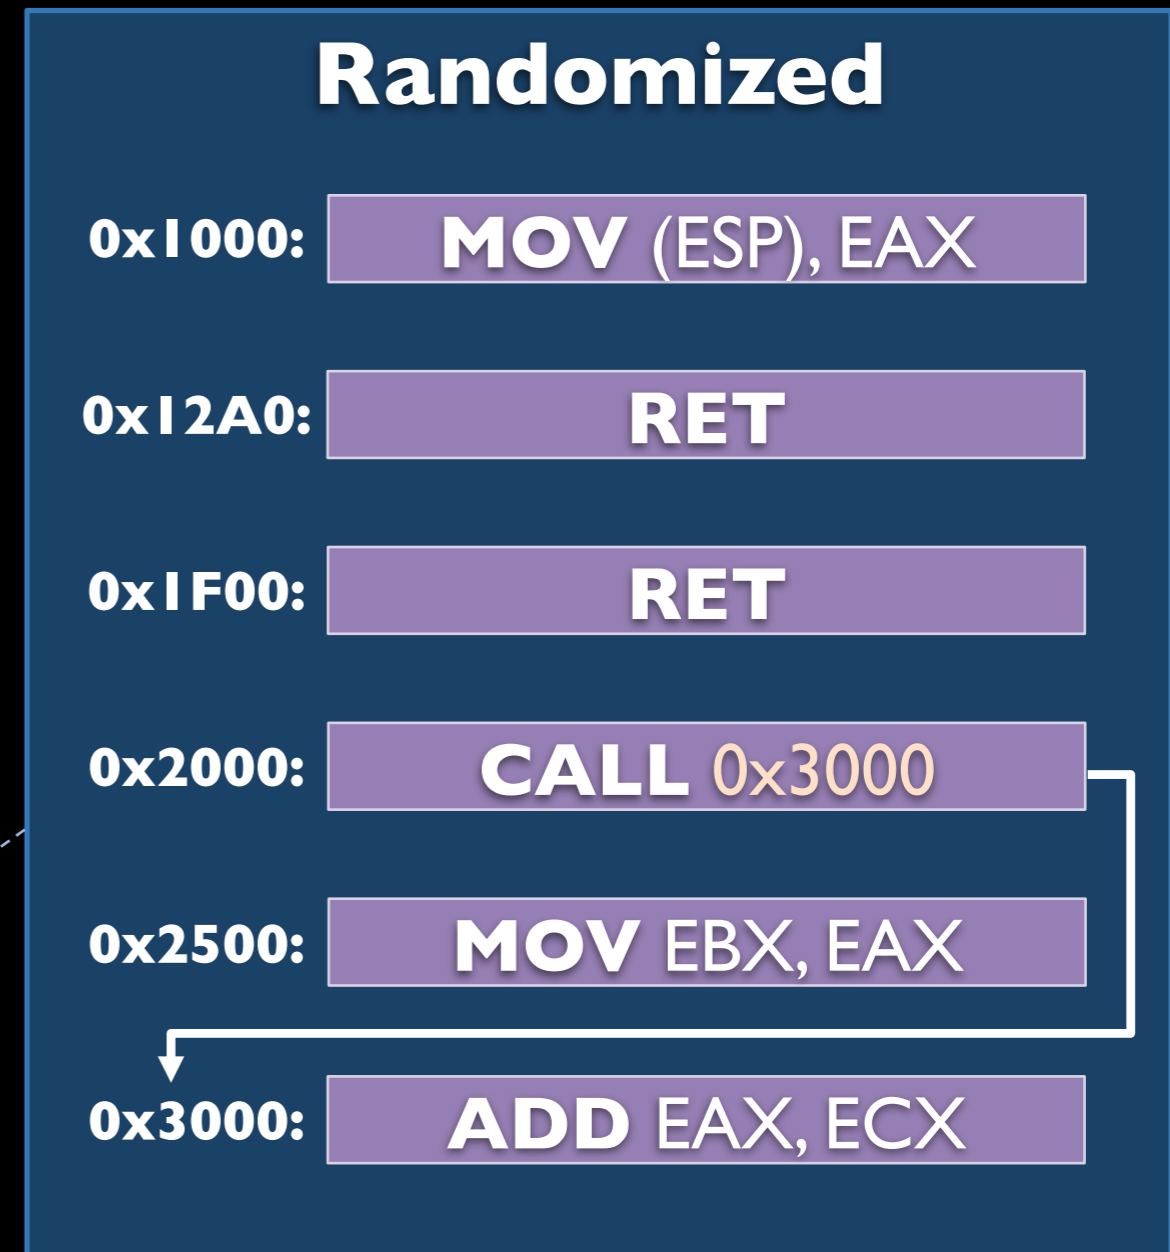 Randomized
0x1000: MOV (ESP), EAX
0x12A0: RET
0x1F00: RET
0x2000: CALL 0x3000
0x2500: MOV EBX, EAX
0x3000: ADD EAX, ECX